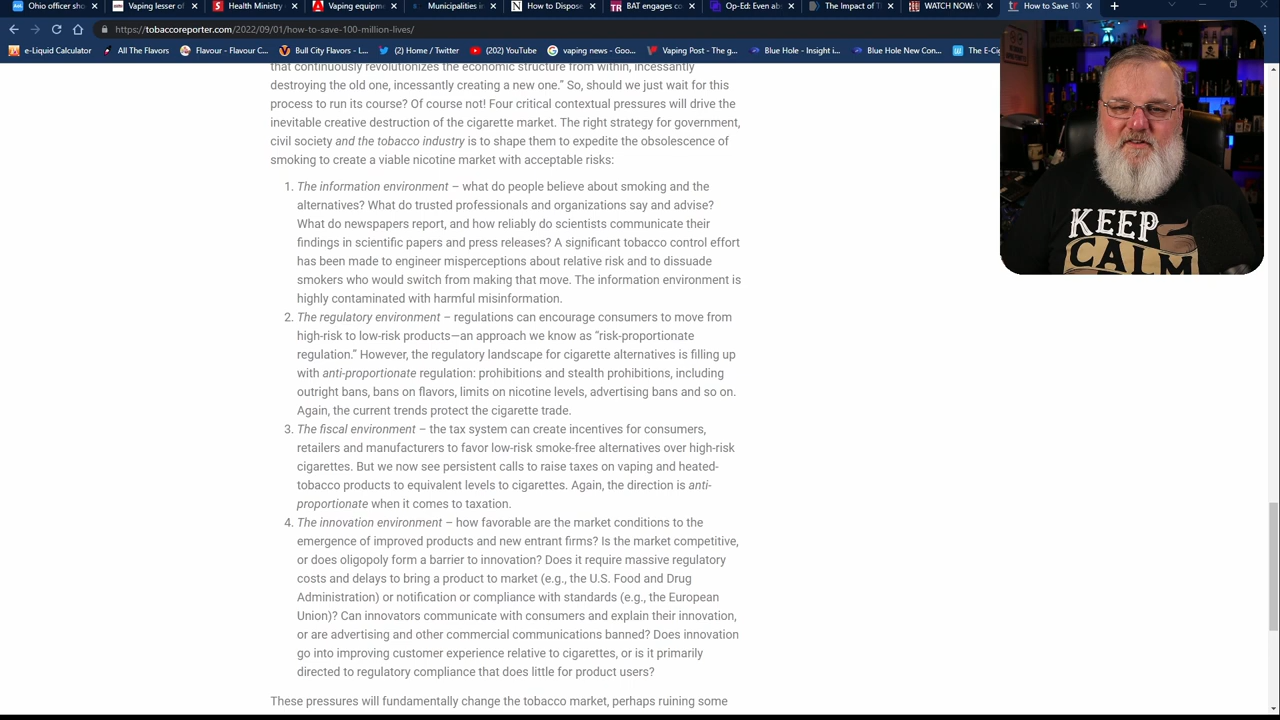 Ohio officer sho
Vaping lesser of
Health Ministry
Vaping equipm
Municipalities in
How to Dispose
BAT engages co
Op-Ed: Even ab
The Impact of T
WATCH NOW: W
How to Save 10
https://tobaccoreporter.com/2022/09/01/how-to-save-100-million-lives/
e-Liquid Calculator
All The Flavors
Flavour - Flavour C...
Bull City Flavors - I...
(2) Home / Twitter
(202) YouTube
vaping news - Goo...
Vaping Post - The g...
Blue Hole - Insight i...
Blue Hole New Con...
The E-Ci
that continuously revolutionizes the economic structure from within, incessantly
destroying the old one, incessantly creating a new one.” So, should we just wait for this
process to run its course? Of course not! Four critical contextual pressures will drive the
inevitable creative destruction of the cigarette market. The right strategy for government,
civil society and the tobacco industry is to shape them to expedite the obsolescence of
smoking to create a viable nicotine market with acceptable risks:
1. The information environment – what do people believe about smoking and the
alternatives? What do trusted professionals and organizations say and advise?
What do newspapers report, and how reliably do scientists communicate their
findings in scientific papers and press releases? A significant tobacco control effort
has been made to engineer misperceptions about relative risk and to dissuade
smokers who would switch from making that move. The information environment is
highly contaminated with harmful misinformation.
2. The regulatory environment – regulations can encourage consumers to move from
high-risk to low-risk products—an approach we know as “risk-proportionate
regulation.” However, the regulatory landscape for cigarette alternatives is filling up
with anti-proportionate regulation: prohibitions and stealth prohibitions, including
outright bans, bans on flavors, limits on nicotine levels, advertising bans and so on.
Again, the current trends protect the cigarette trade.
3. The fiscal environment – the tax system can create incentives for consumers,
retailers and manufacturers to favor low-risk smoke-free alternatives over high-risk
cigarettes. But we now see persistent calls to raise taxes on vaping and heated-
tobacco products to equivalent levels to cigarettes. Again, the direction is anti-
proportionate when it comes to taxation.
4. The innovation environment – how favorable are the market conditions to the
emergence of improved products and new entrant firms? Is the market competitive,
or does oligopoly form a barrier to innovation? Does it require massive regulatory
costs and delays to bring a product to market (e.g., the U.S. Food and Drug
Administration) or notification or compliance with standards (e.g., the European
Union)? Can innovators communicate with consumers and explain their innovation,
or are advertising and other commercial communications banned? Does innovation
go into improving customer experience relative to cigarettes, or is it primarily
directed to regulatory compliance that does little for product users?
These pressures will fundamentally change the tobacco market, perhaps ruining some
KEEP
CALM